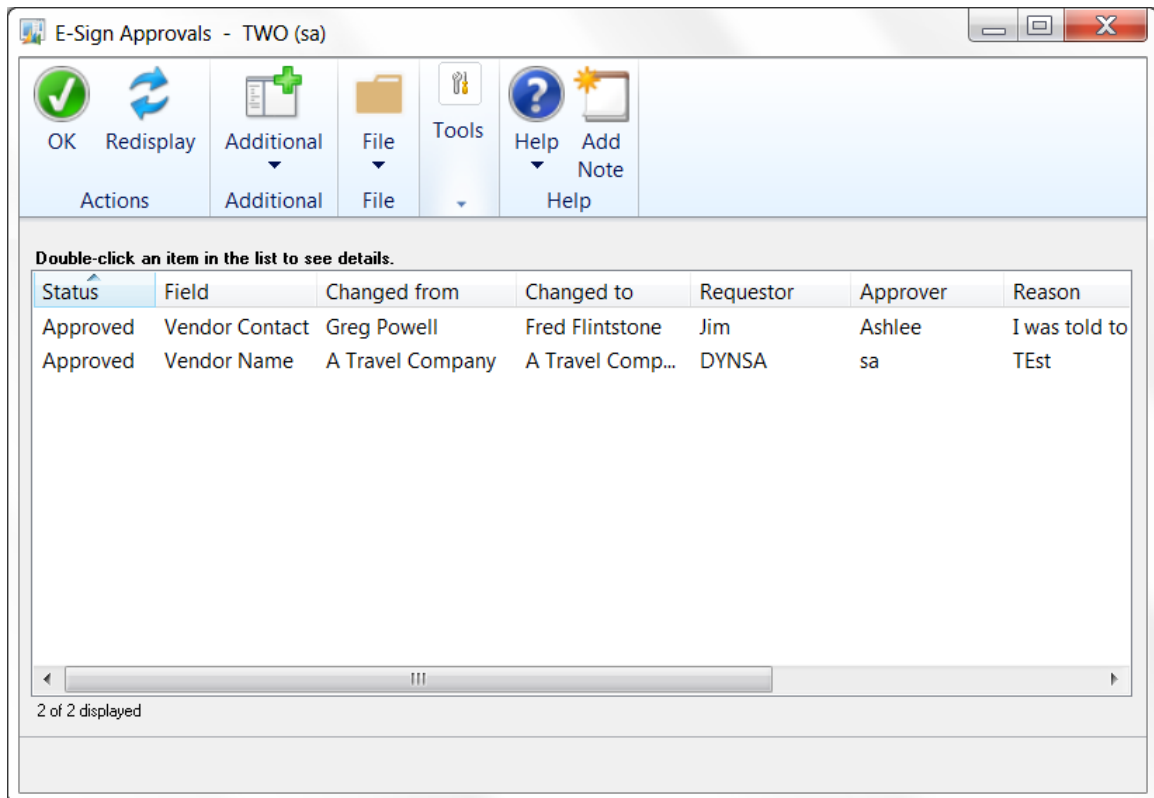 E-Sign Approvals - TWO (sa)
OK Redisplay Additional File Tools Help Add Note
Actions Additional File Help
Double-click an item in the list to see details.
Status Field Changed from Changed to Requestor Approver Reason
Approved Vendor Contact Greg Powell Fred Flintstone Jim Ashlee I was told to
Approved Vendor Name A Travel Company A Travel Comp... DYNSA sa TEst
2 of 2 displayed